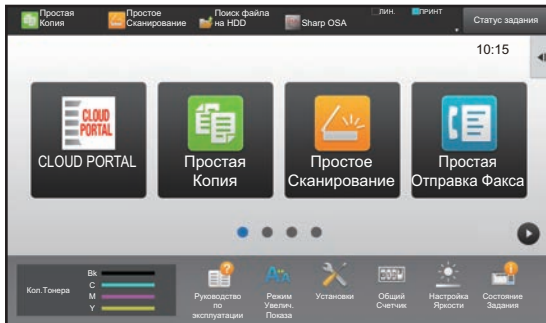 Простая
Копия
Простое
Сканирование
Поиск файла
на HDD
Sharp OSA
ЛИН.
ПРИНТ
Статус задания
10:15
CLOUD
PORTAL
CLOUD PORTAL
Простая
Копия
Простое
Сканирование
Простая
Отправка Факса
Кол.Тонера
Bk
C
M
Y
Руководство
по
эксплуатации
Режим
Увелич.
Показа
Установки
Общий
Счетчик
Настройка
Яркости
Состояние
Задания